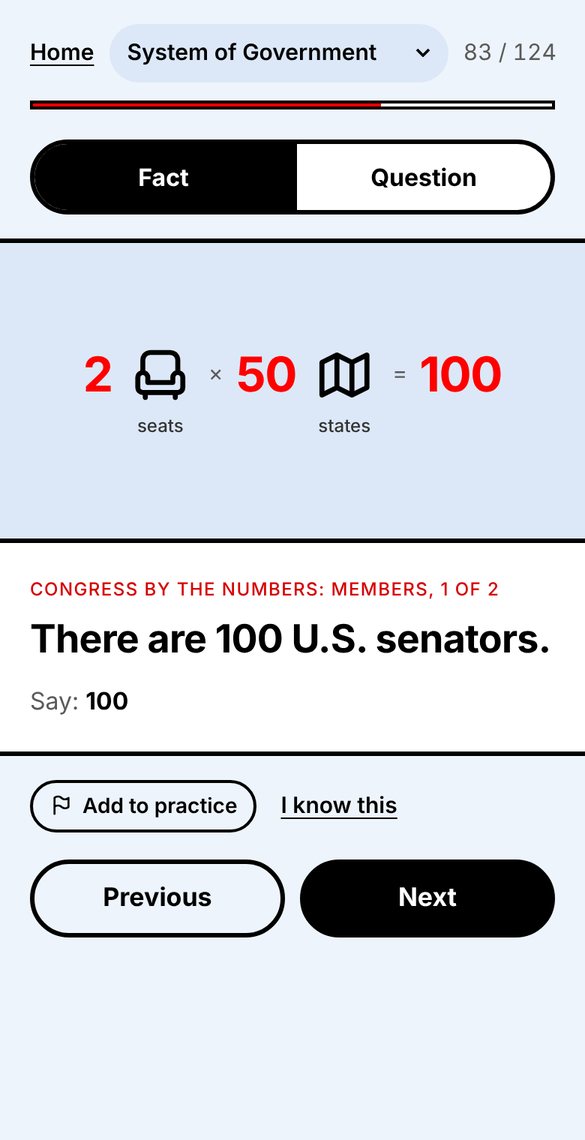 Home System of Government 83 / 124
Fact Question
2 × 50 = 100
seats states
CONGRESS BY THE NUMBERS: MEMBERS, 1 OF 2
There are 100 U.S. senators.
Say: 100
Add to practice I know this
Previous Next